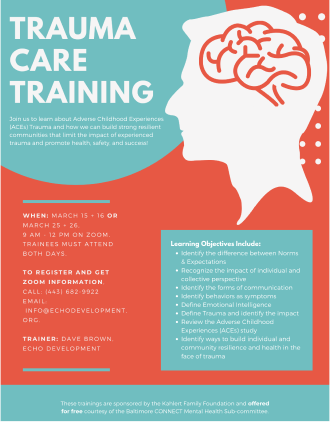 TRAUMA
CARE
TRAINING
Join us to learn about Adverse Childhood Experiences
(ACEs) Trauma and how we can build strong resilient
communities that limit the impact of experienced
trauma and promote health, safety, and success!
WHEN: MARCH 15 + 16 OR
MARCH 25 + 26,
9 AM - 12 PM ON ZOOM.
TRAINEES MUST ATTEND
BOTH DAYS.
TO REGISTER AND GET
ZOOM INFORMATION,
CALL: (443) 682-9922
EMAIL:
INFO@ECHODEVELOPMENT.
ORG.
TRAINER: DAVE BROWN,
ECHO DEVELOPMENT
Learning Objectives Include:
• Identify the difference between Norms
& Expectations
• Recognize the impact of individual and
collective perspective
• Identify the forms of communication
• Identify behaviors as symptoms
• Define Emotional Intelligence
• Define Trauma and identify the impact
• Review the Adverse Childhood
Experiences (ACEs) study
• Identify ways to build individual and
community resilience and health in the
face of trauma
These trainings are sponsored by the Kahlert Family Foundation and offered
for free courtesy of the Baltimore CONNECT Mental Health Sub-committee